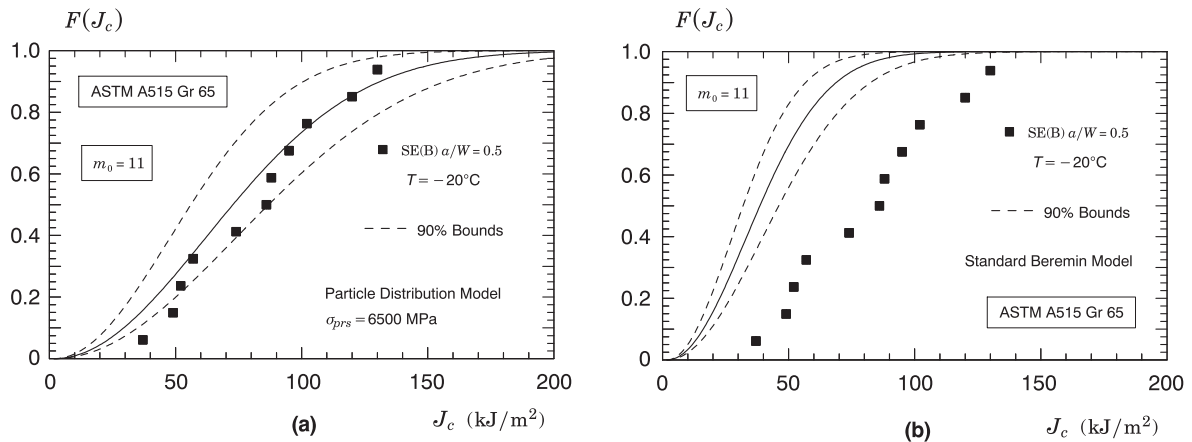 F(J_c)
1.0
0.8
0.6
0.4
0.2
0
ASTM A515 Gr 65
m_0 = 11
SE(B) a/W = 0.5
T = −20°C
90% Bounds
Particle Distribution Model
σ_prs = 6500 MPa
0 50 100 150 200
(a)
J_c (kJ/m²)
F(J_c)
1.0
0.8
0.6
0.4
0.2
0
m_0 = 11
SE(B) a/W = 0.5
T = −20°C
90% Bounds
Standard Beremin Model
ASTM A515 Gr 65
0 50 100 150 200
(b)
J_c (kJ/m²)